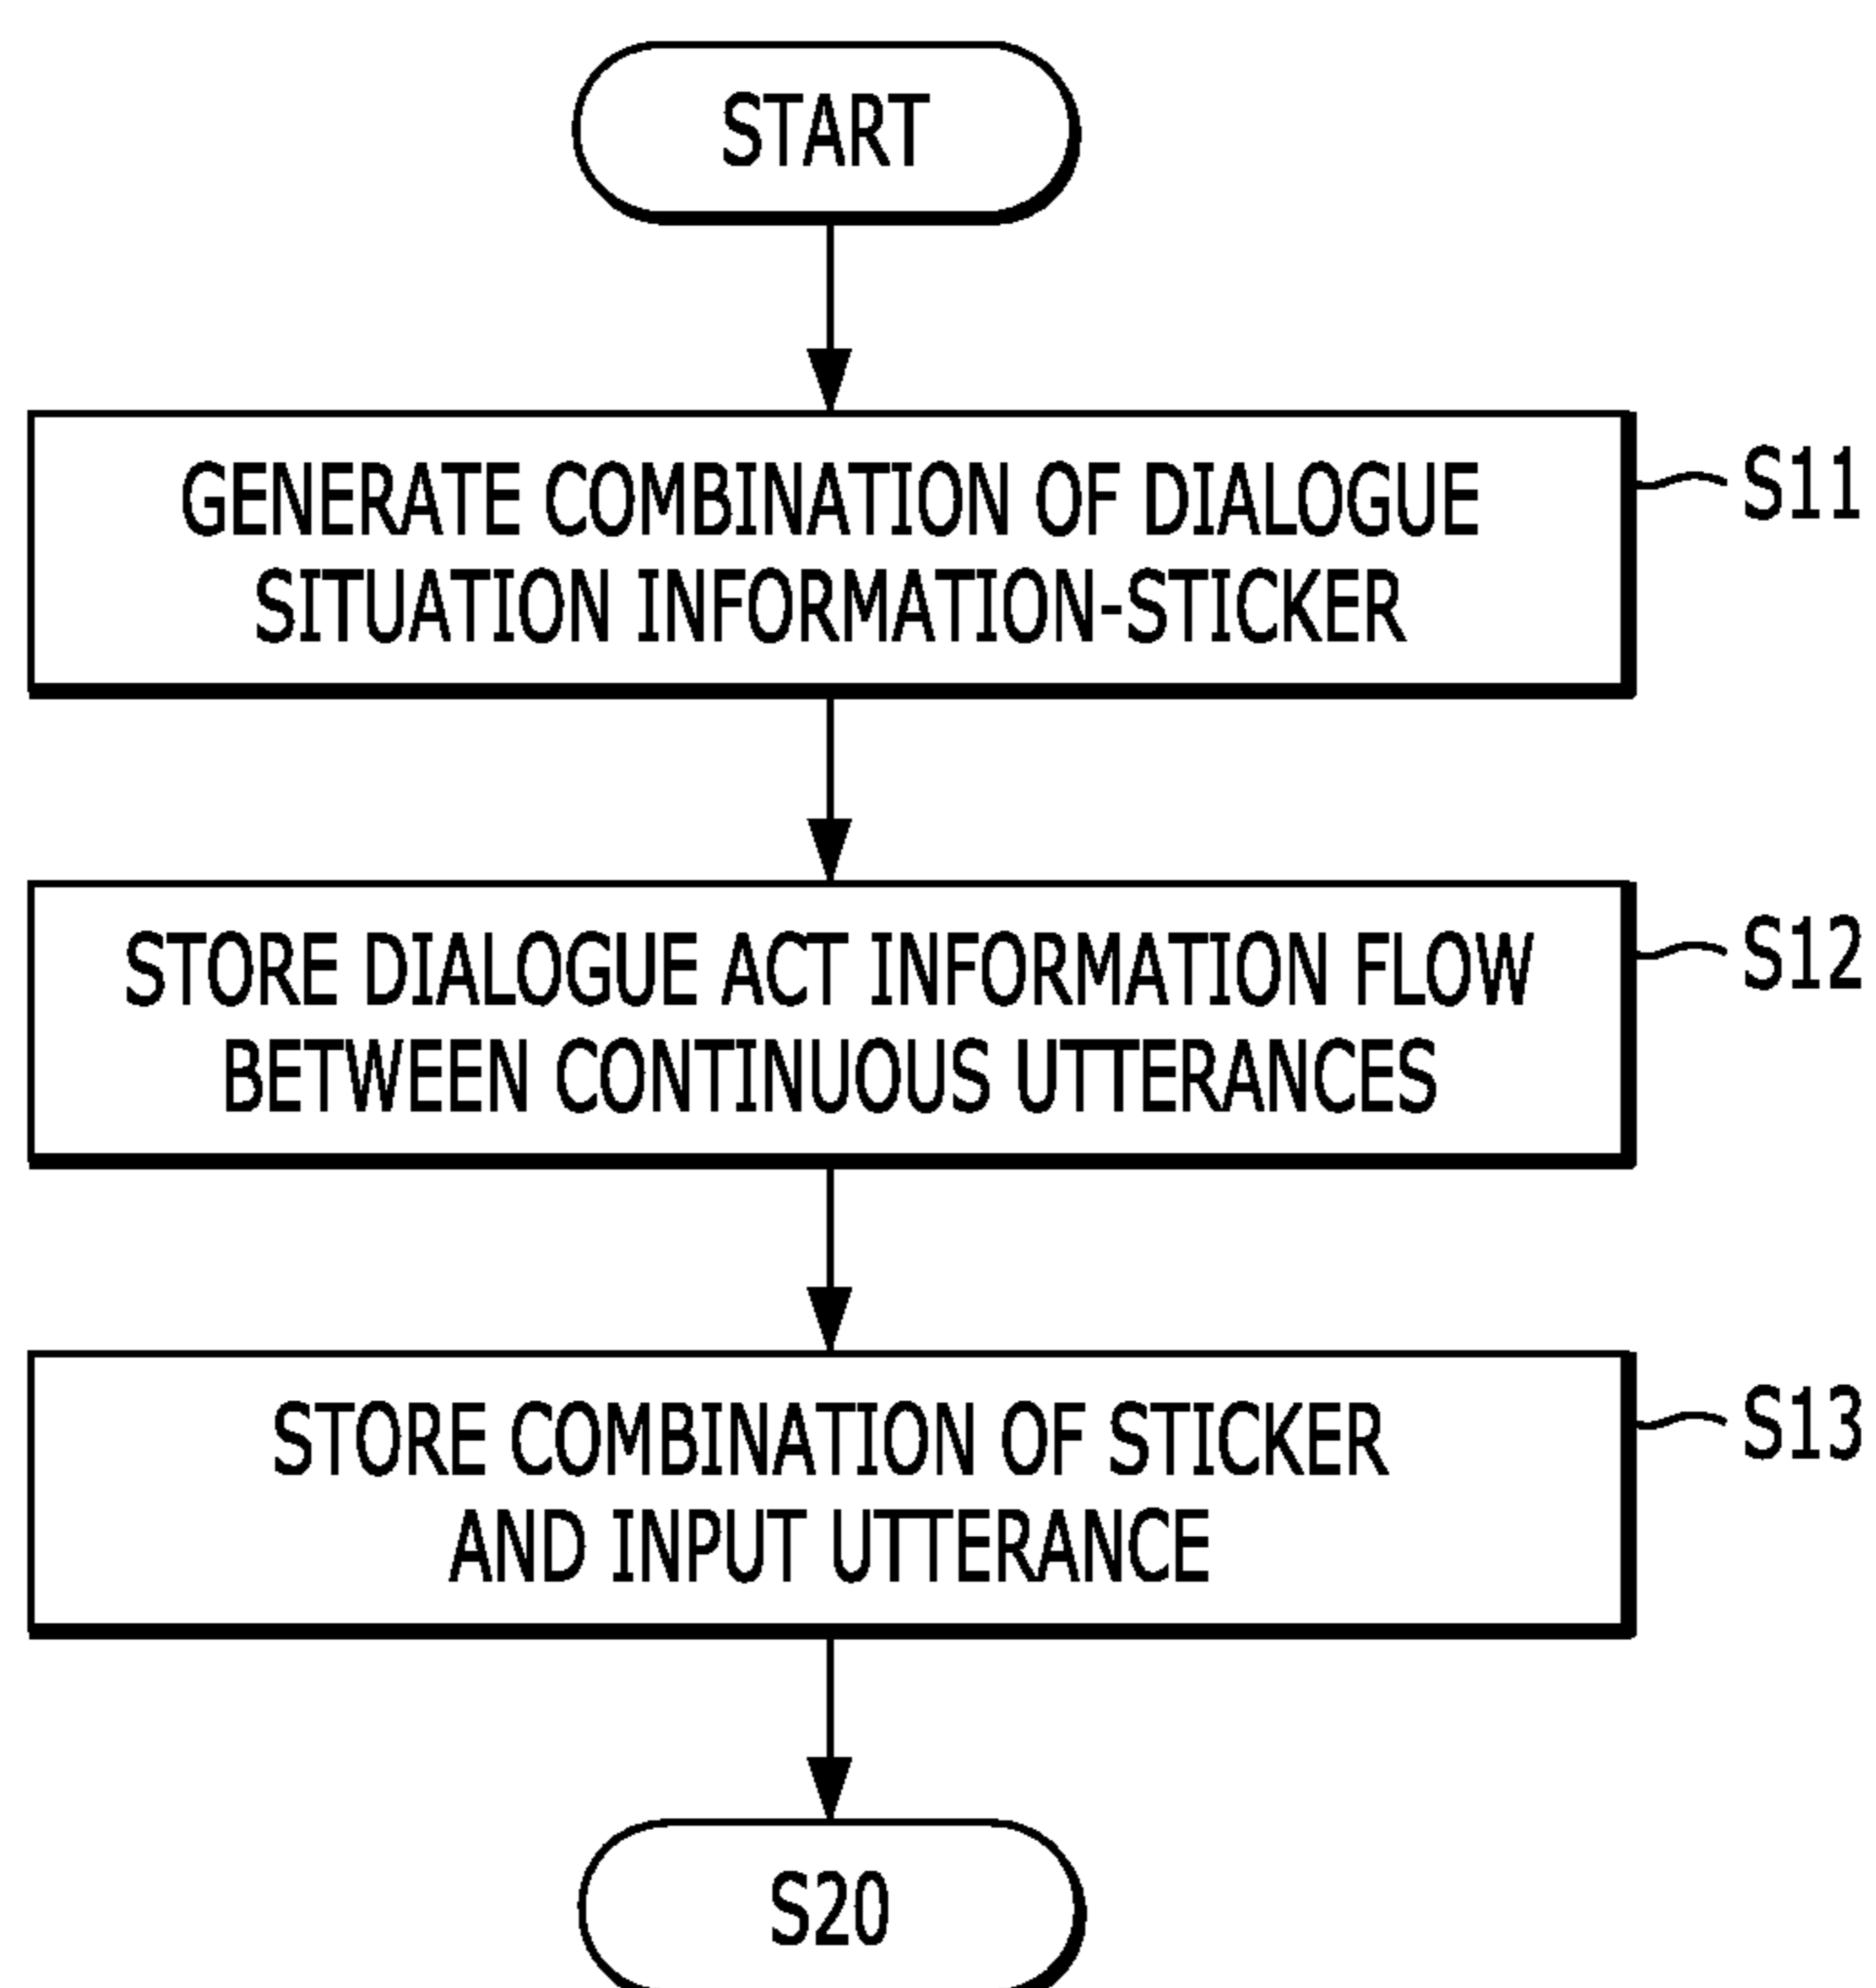 START
GENERATE COMBINATION OF DIALOGUE
SITUATION INFORMATION-STICKER
S11
STORE DIALOGUE ACT INFORMATION FLOW
BETWEEN CONTINUOUS UTTERANCES
S12
STORE COMBINATION OF STICKER
AND INPUT UTTERANCE
S13
S20